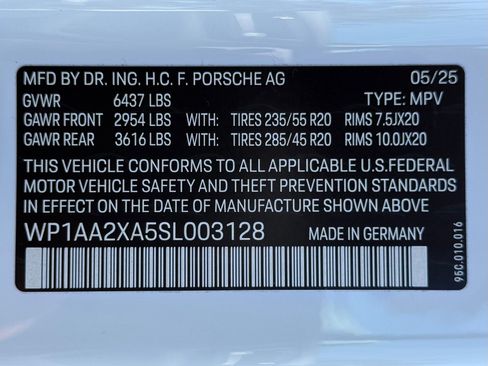 MFD BY DR. ING. H.C. F. PORSCHE AG 05/25
GVWR 6437 LBS TYPE: MPV
GAWR FRONT 2954 LBS WITH: TIRES 235/55 R20 RIMS 7.5JX20
GAWR REAR 3616 LBS WITH: TIRES 285/45 R20 RIMS 10.0JX20
THIS VEHICLE CONFORMS TO ALL APPLICABLE U.S.FEDERAL
MOTOR VEHICLE SAFETY AND THEFT PREVENTION STANDARDS
IN EFFECT ON THE DATE OF MANUFACTURE SHOWN ABOVE.
WP1AA2XA5SL003128 MADE IN GERMANY
95C.010.016